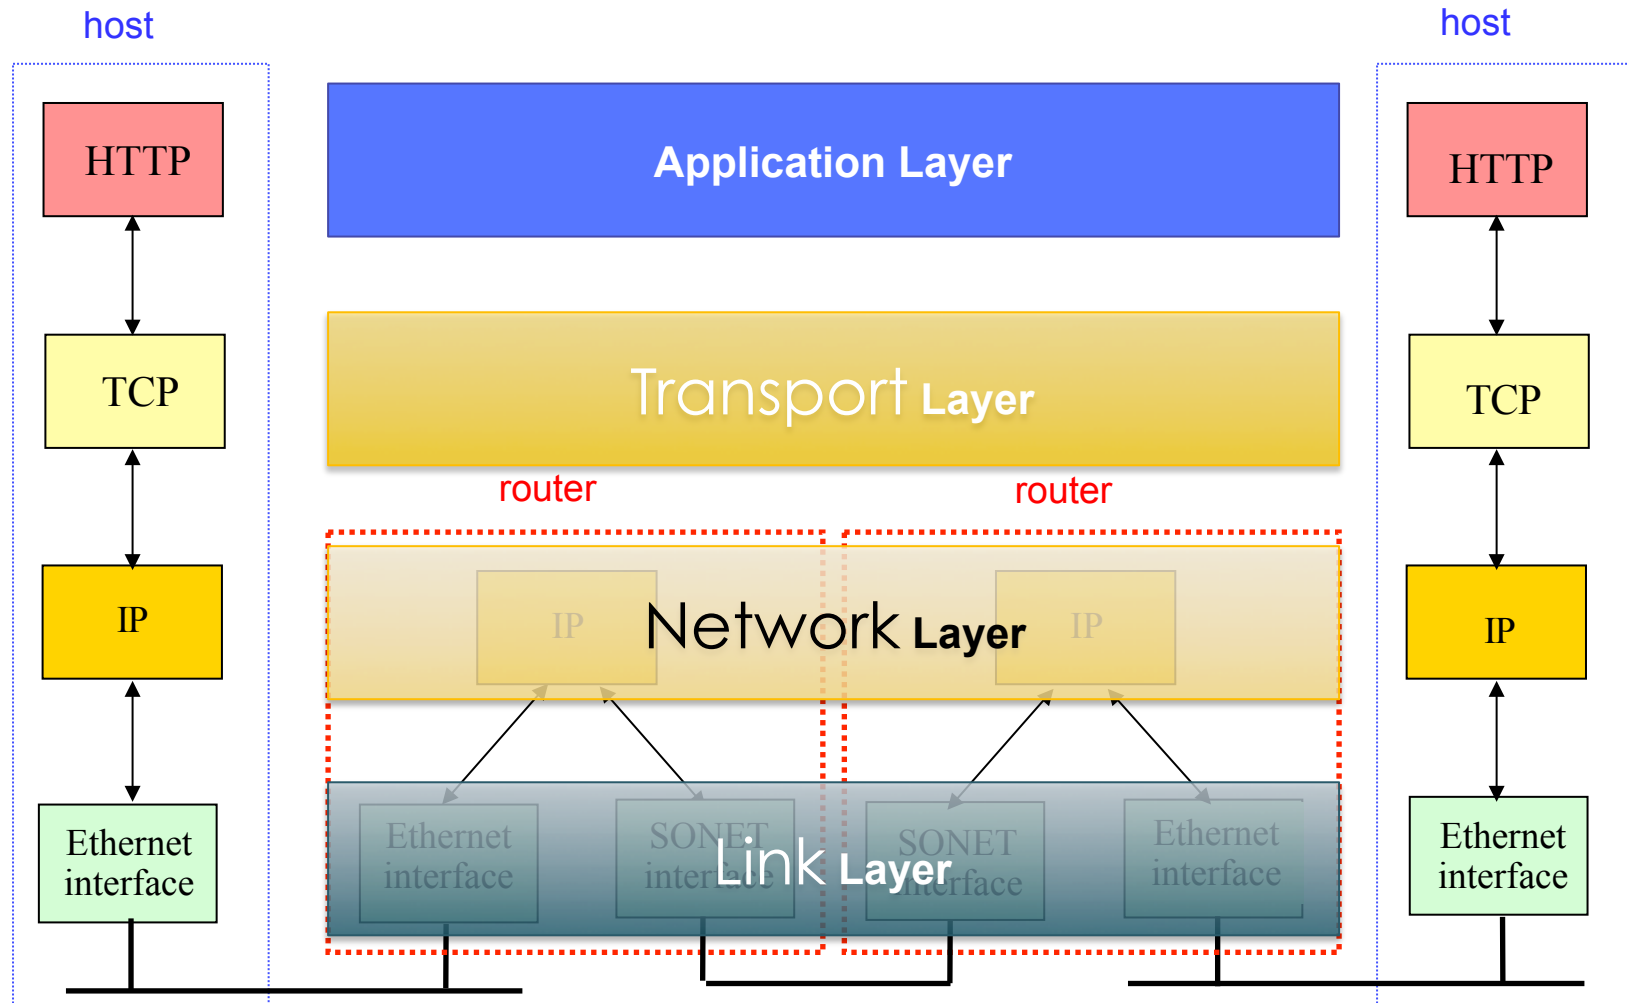 host
host
HTTP
Application Layer
HTTP
TCP
Transport Layer
TCP
router
router
IP
IP
Network Layer
IP
IP
Ethernet
interface
Ethernet
interface
SONET
interface
Link Layer
SONET
interface
Ethernet
interface
Ethernet
interface